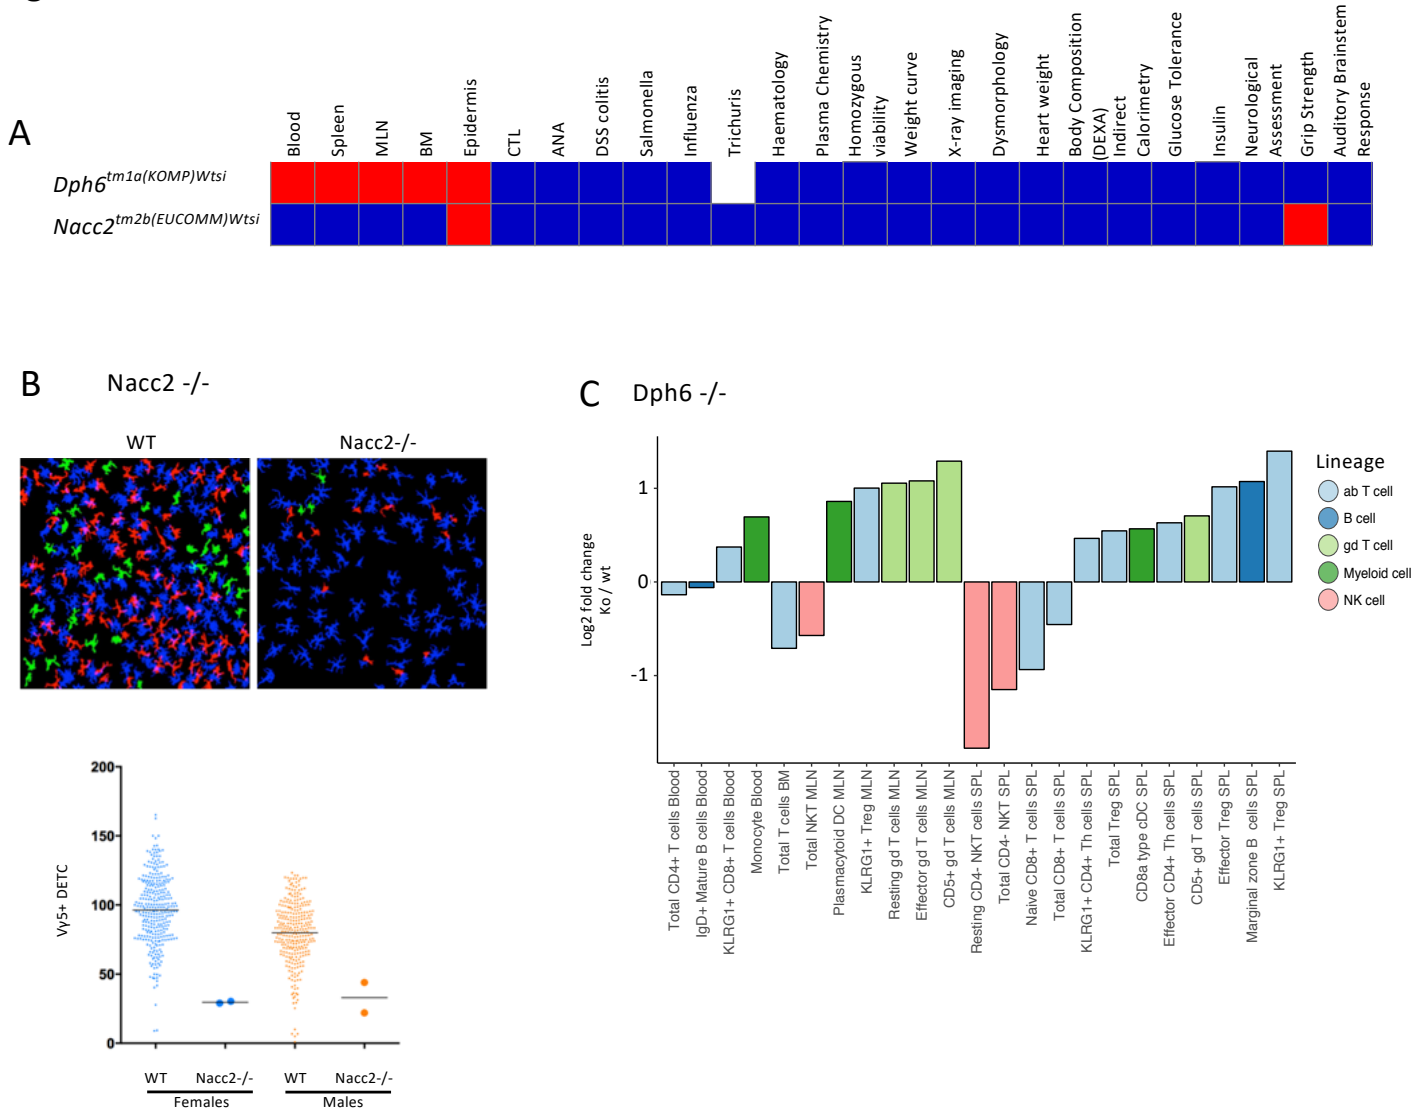 A
Blood
Spleen
MLN
BM
Epidermis
CTL
ANA
DSS colitis
Salmonella
Influenza
Trichuris
Haematology
Plasma Chemistry
Homozygous
viability
Weight curve
X-ray imaging
Dysmorphology
Heart weight
Body Composition
(DEXA)
Indirect
Calorimetry
Glucose Tolerance
Insulin
Neurological
Assessment
Grip Strength
Auditory Brainstem
Response
Dph6tm1a(KOMP)Wtsi
Nacc2tm2b(EUCOMM)Wtsi
B Nacc2 -/-
WT Nacc2-/-
200
150
100
50
0
Vγ5+ DETC
WT Nacc2-/- WT Nacc2-/-
Females Males
C Dph6 -/-
Log2 fold change
Ko / wt
1
0
-1
Total CD4+ T cells Blood
IgD+ Mature B cells Blood
KLRG1+ CD8+ T cells Blood
Monocyte Blood
Total T cells BM
Total NKT MLN
Plasmacytoid DC MLN
KLRG1+ Treg MLN
Resting gd T cells MLN
Effector gd T cells MLN
CD5+ gd T cells MLN
Resting CD4- NKT cells SPL
Total CD4- NKT SPL
Naive CD8+ T cells SPL
Total CD8+ T cells SPL
KLRG1+ CD4+ Th cells SPL
Total Treg SPL
CD8a type cDC SPL
Effector CD4+ Th cells SPL
CD5+ gd T cells SPL
Effector Treg SPL
Marginal zone B cells SPL
KLRG1+ Treg SPL
Lineage
ab T cell
B cell
gd T cell
Myeloid cell
NK cell